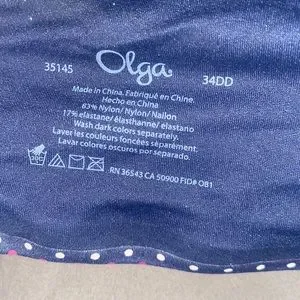 Olga
35145
34DD
Made in China, Fabriqué en Chine,
Hecho en China
83% Nylon/ Nylon/ Nailon
17% elastane/ élasthanne/ elastano
Wash dark colors separately.
Laver les couleurs foncées séparément.
Lavar colores oscuros por separado.
30C
RN 36543 CA 50900 FID# OB1